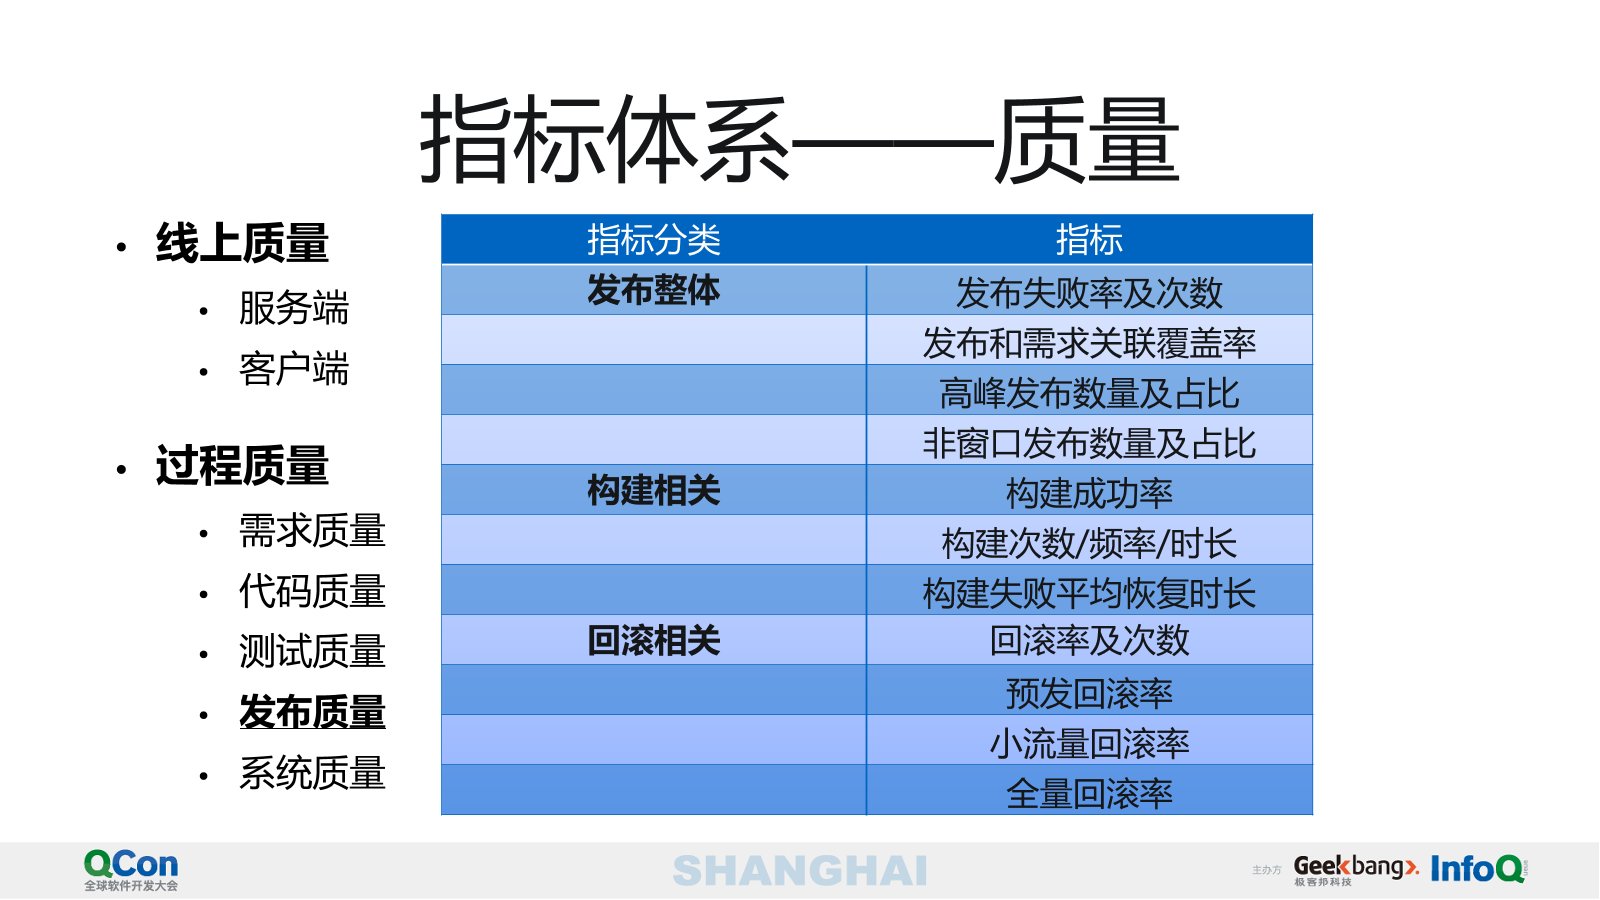 指标体系——质量
• 线上质量
• 服务端
• 客户端
• 过程质量
• 需求质量
• 代码质量
• 测试质量
• 发布质量
• 系统质量
指标分类 指标
发布整体 发布失败率及次数
发布和需求关联覆盖率
高峰发布数量及占比
非窗口发布数量及占比
构建相关 构建成功率
构建次数/频率/时长
构建失败平均恢复时长
回滚相关 回滚率及次数
预发回滚率
小流量回滚率
全量回滚率
QCon
全球软件开发大会
SHANGHAI
主办方
Geekbang>.
极客邦科技
InfoQ